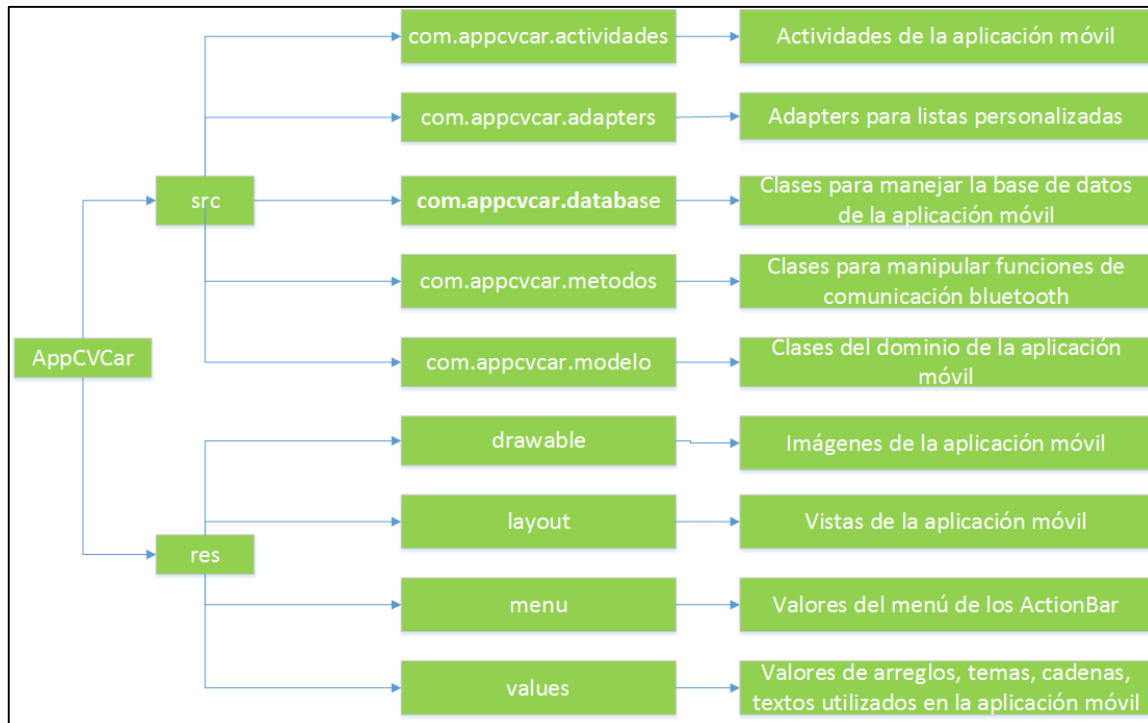 com.appcvcar.actividades
Actividades de la aplicación móvil
com.appcvcar.adapters
Adapters para listas personalizadas
src
com.appcvcar.database
Clases para manejar la base de datos
de la aplicación móvil
com.appcvcar.metodos
Clases para manipular funciones de
comunicación bluetooth
AppCVCar
com.appcvcar.modelo
Clases del dominio de la aplicación
móvil
drawable
Imágenes de la aplicación móvil
layout
Vistas de la aplicación móvil
res
menu
Valores del menú de los ActionBar
values
Valores de arreglos, temas, cadenas,
textos utilizados en la aplicación móvil